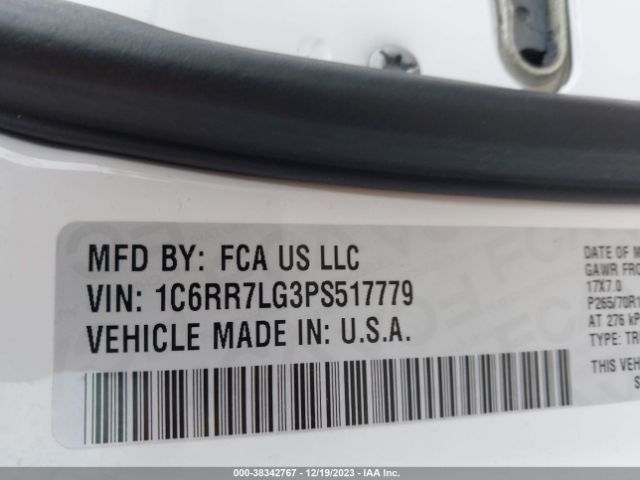 MFD BY: FCA US LLC
VIN: 1C6RR7LG3PS517779
VEHICLE MADE IN: U.S.A.
DATE OF M
GAWR FRO
17X7.0
P265/70R1
AT 276 kP
TYPE: TR
THIS VEH
000-38342767 - 12/19/2023 - IAA Inc.